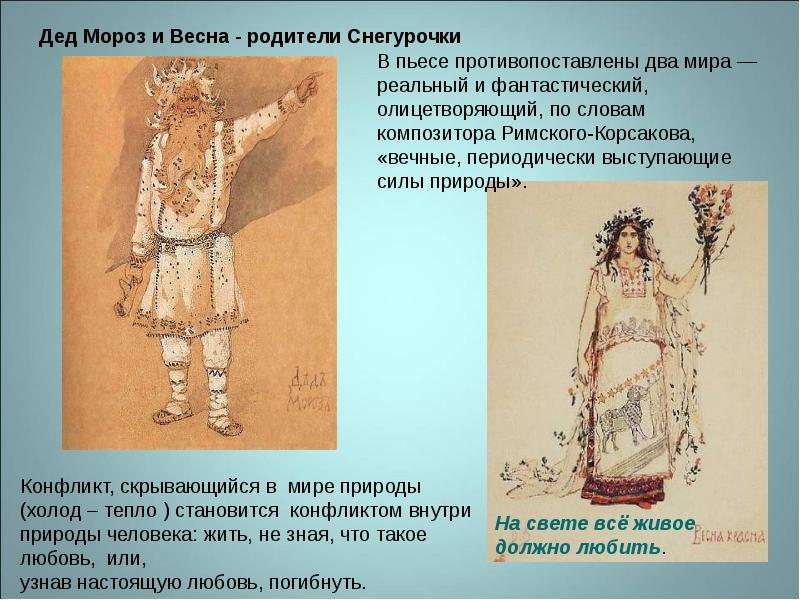 Дед Мороз и Весна - родители Снегурочки
В пьесе противопоставлены два мира —
реальный и фантастический,
олицетворяющий, по словам
композитора Римского-Корсакова,
«вечные, периодически выступающие
силы природы».
Дѣдъ
Морозъ
Конфликт, скрывающийся в  мире природы
(холод – тепло ) становится  конфликтом внутри
природы человека: жить, не зная, что такое
любовь,  или,
узнав настоящую любовь, погибнуть.
На свете всё живое
должно любить.
Весна красна